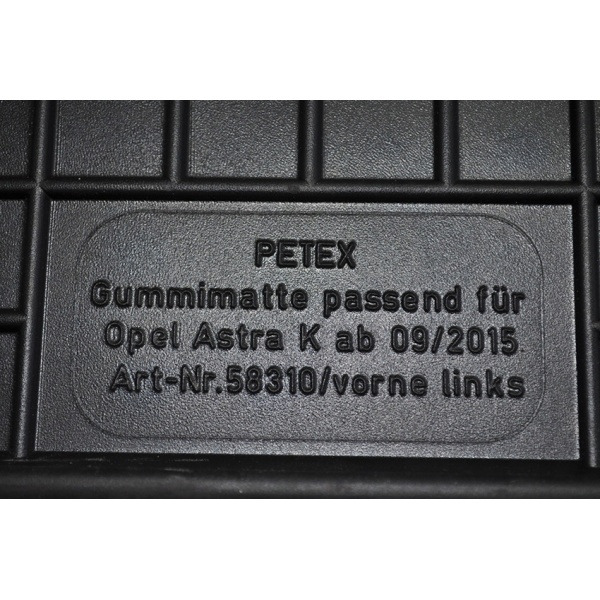 PETEX
Gummimatte passend für
Opel Astra K ab 09/2015
Art-Nr.58310/vorne links